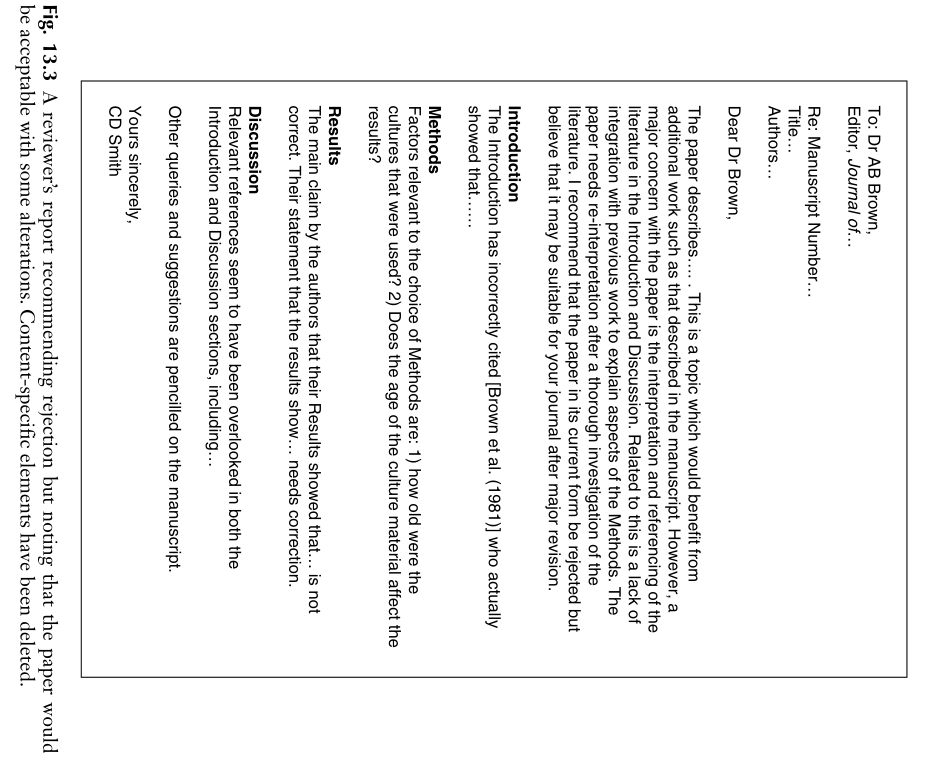 To: Dr AB Brown,
Editor, Journal of...
Re: Manuscript Number...
Title...
Authors...
Dear Dr Brown,
The paper describes..... . This is a topic which would benefit from
additional work such as that described in the manuscript. However, a
major concern with the paper is the interpretation and referencing of the
literature in the Introduction and Discussion. Related to this is a lack of
integration with previous work to explain aspects of the Methods. The
paper needs re-interpretation after a thorough investigation of the
literature. I recommend that the paper in its current form be rejected but
believe that it may be suitable for your journal after major revision.
Introduction
The Introduction has incorrectly cited [Brown et al. (1981)] who actually
showed that......
Methods
Factors relevant to the choice of Methods are: 1) how old were the
cultures that were used? 2) Does the age of the culture material affect the
results?
Results
The main claim by the authors that their Results showed that... is not
correct. Their statement that the results show... needs correction.
Discussion
Relevant references seem to have been overlooked in both the
Introduction and Discussion sections, including...
Other queries and suggestions are pencilled on the manuscript.
Yours sincerely,
CD Smith
Fig. 13.3 A reviewer's report recommending rejection but noting that the paper would
be acceptable with some alterations. Content-specific elements have been deleted.